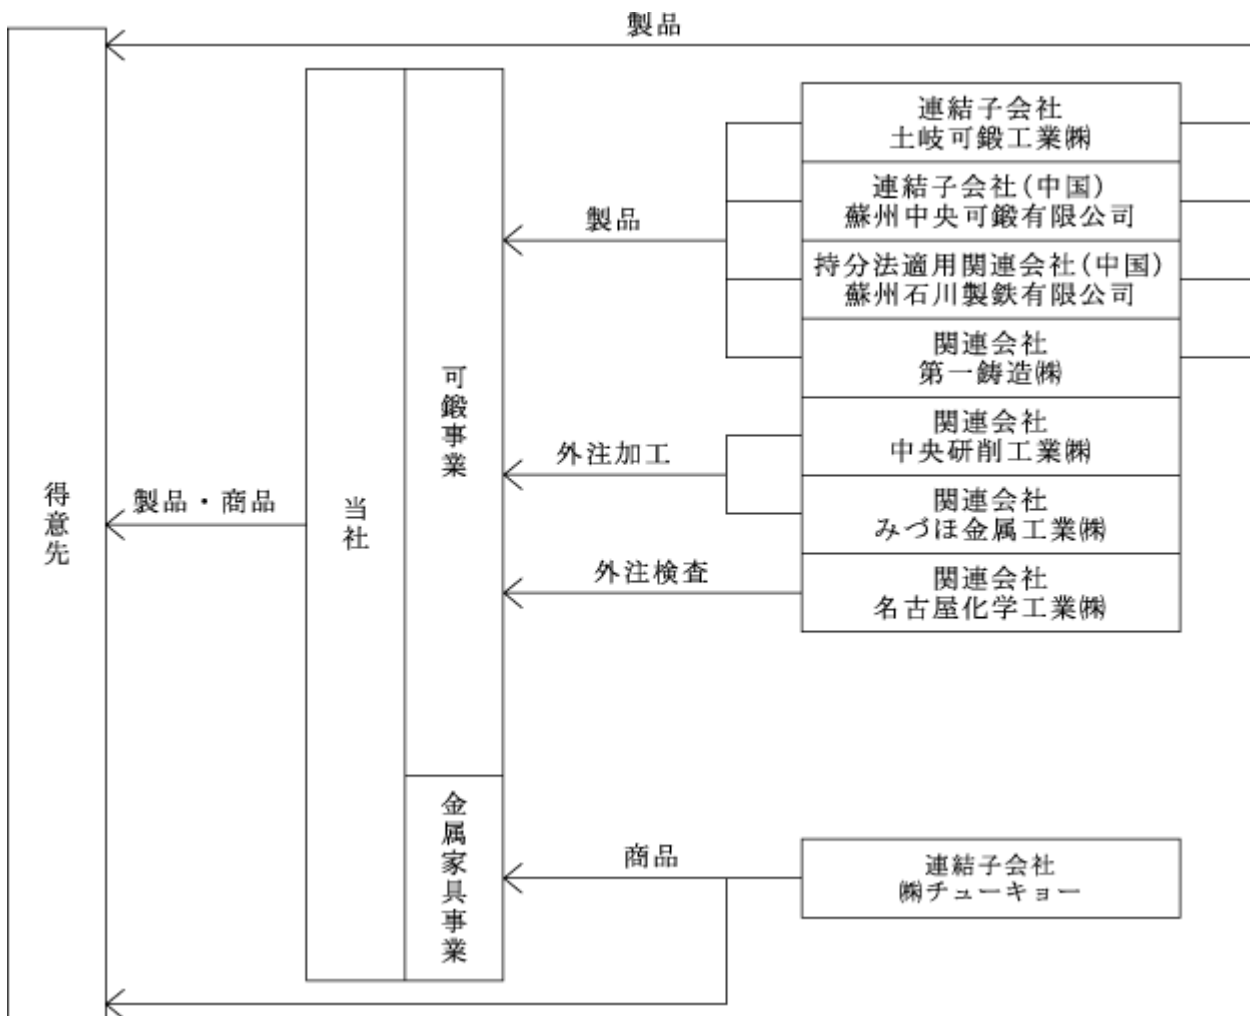 製品
連結子会社
土岐可鍛工業㈱
連結子会社(中国)
蘇州中央可鍛有限公司
製品
持分法適用関連会社(中国)
蘇州石川製鉄有限公司
関連会社
第一鋳造㈱
可鍛事業
関連会社
中央研削工業㈱
外注加工
得意先
製品・商品
当社
関連会社
みづほ金属工業㈱
外注検査
関連会社
名古屋化学工業㈱
金属家具事業
商品
連結子会社
㈱チューキョー